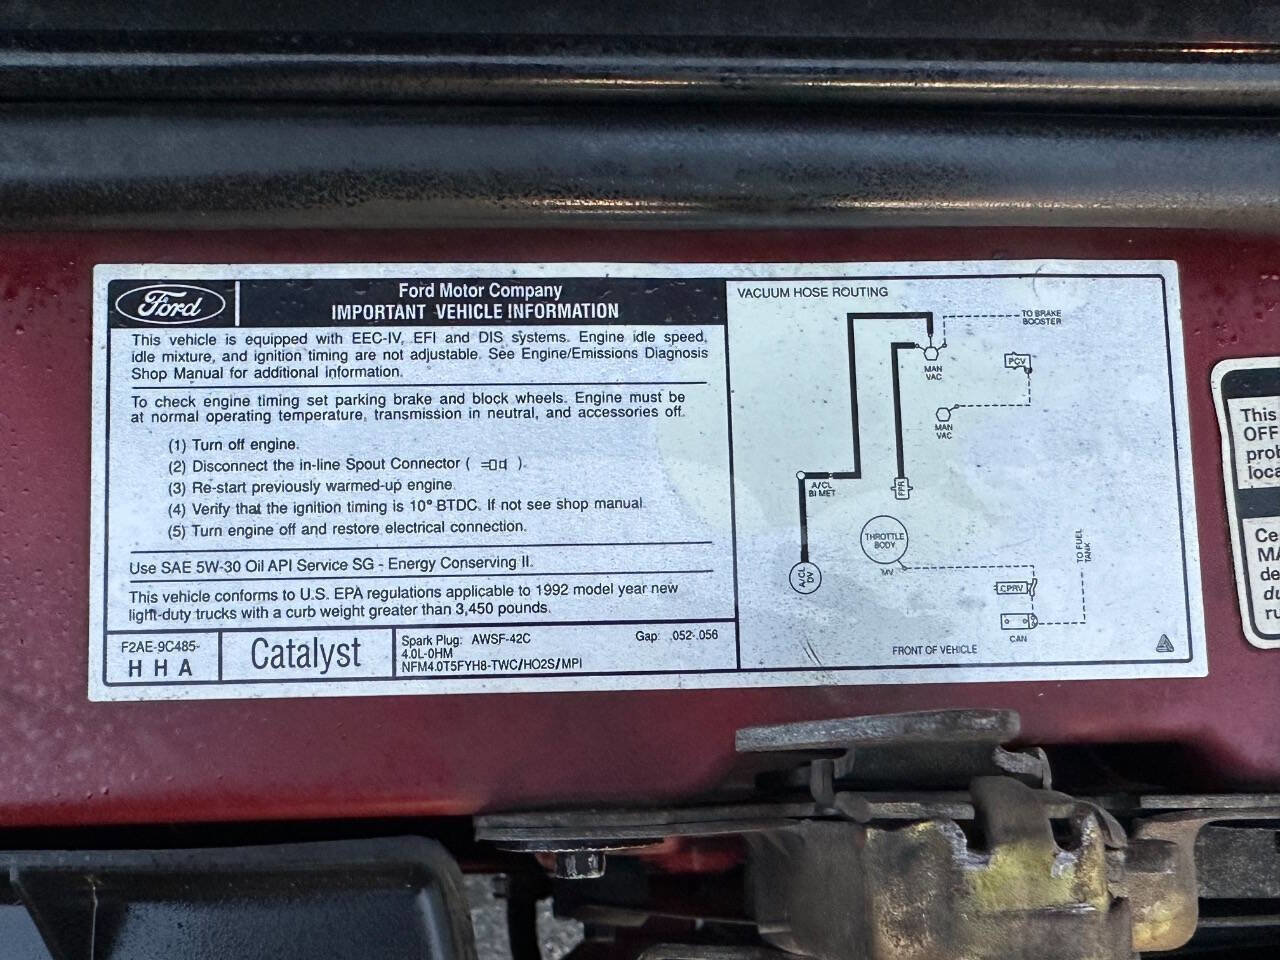 Ford
Ford Motor Company
IMPORTANT VEHICLE INFORMATION
This vehicle is equipped with EEC-IV, EFI and DIS systems. Engine idle speed,
idle mixture, and ignition timing are not adjustable. See Engine/Emissions Diagnosis
Shop Manual for additional information.
To check engine timing set parking brake and block wheels. Engine must be
at normal operating temperature, transmission in neutral, and accessories off.
(1) Turn off engine.
(2) Disconnect the in-line Spout Connector ( ).
(3) Re-start previously warmed-up engine.
(4) Verify that the ignition timing is 10° BTDC. If not see shop manual.
(5) Turn engine off and restore electrical connection.
Use SAE 5W-30 Oil API Service SG - Energy Conserving II.
This vehicle conforms to U.S. EPA regulations applicable to 1992 model year new
light-duty trucks with a curb weight greater than 3,450 pounds.
F2AE-9C485-
H H A
Catalyst
Spark Plug: AWSF-42C Gap: .052-.056
4.0L-0HM
NFM4.0T5FYH8-TWC/HO2S/MPI
VACUUM HOSE ROUTING
TO BRAKE
BOOSTER
MAN
VAC
PCV
MAN
VAC
A/CL
BI MET
FPR
THROTTLE
BODY
MV
A/CL
DV
TO FUEL
TANK
CPRV
CAN
FRONT OF VEHICLE
This
OFF
prob
loca
Ce
MA
de
du
ru